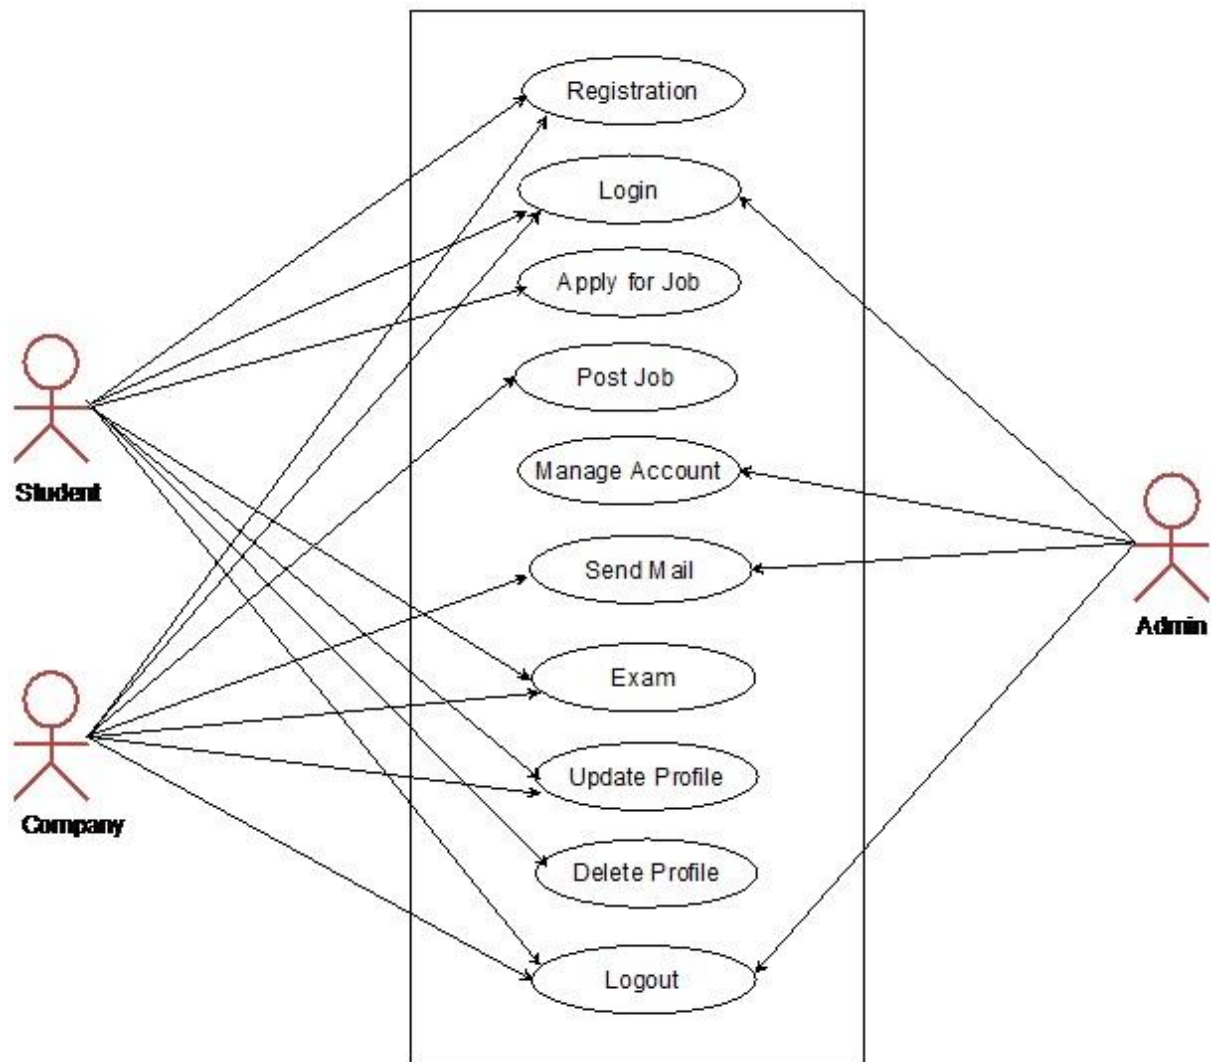 Registration
Login
Apply for Job
Post Job
Manage Account
Student
Send Mail
Admin
Exam
Update Profile
Company
Delete Profile
Logout